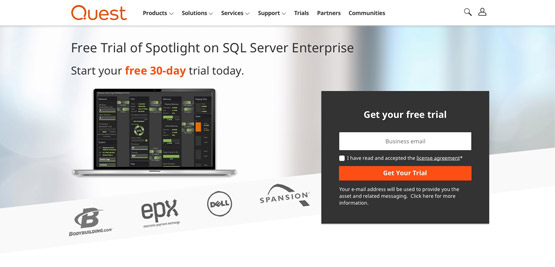 Quest
Products Solutions Services Support Trials Partners Communities
Free Trial of Spotlight on SQL Server Enterprise
Start your free 30-day trial today.
Get your free trial
Business email
I have read and accepted the license agreement*
Get Your Trial
Your e-mail address will be used to provide you the
asset and related messaging. Click here for more
information.
BODYBUILDING.com
epx
DELL
SPANSION